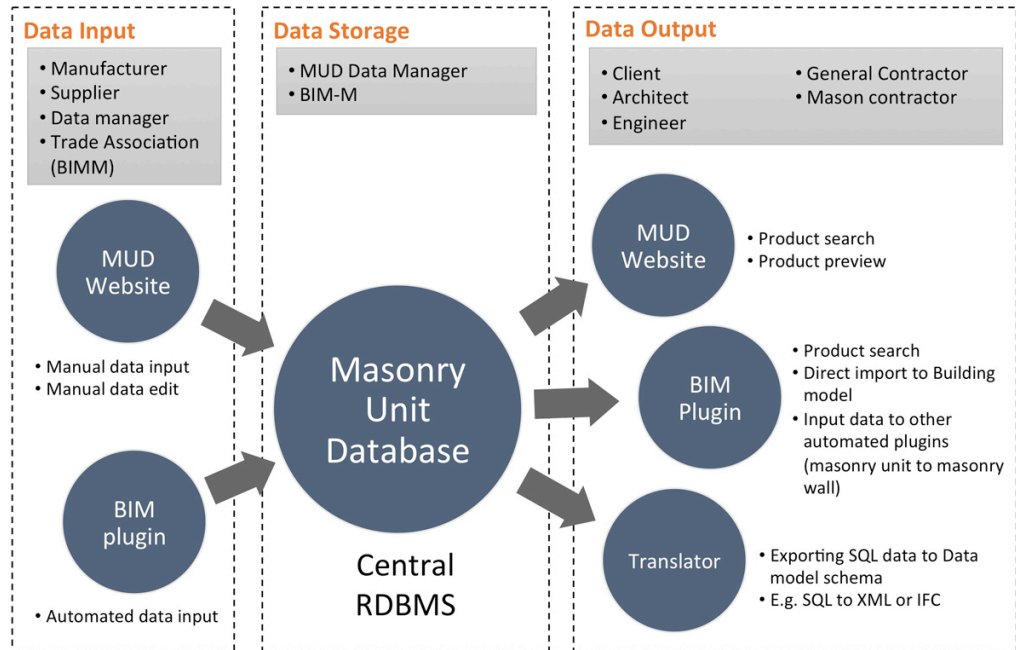 Data Input
• Manufacturer
• Supplier
• Data manager
• Trade Association
(BIMM)
MUD
Website
• Manual data input
• Manual data edit
BIM
plugin
• Automated data input
Data Storage
• MUD Data Manager
• BIM-M
Masonry
Unit
Database
Central
RDBMS
Data Output
• Client
• Architect
• Engineer
• General Contractor
• Mason contractor
MUD
Website
• Product search
• Product preview
BIM
Plugin
• Product search
• Direct import to Building
model
• Input data to other
automated plugins
(masonry unit to masonry
wall)
Translator
• Exporting SQL data to Data
model schema
• E.g. SQL to XML or IFC